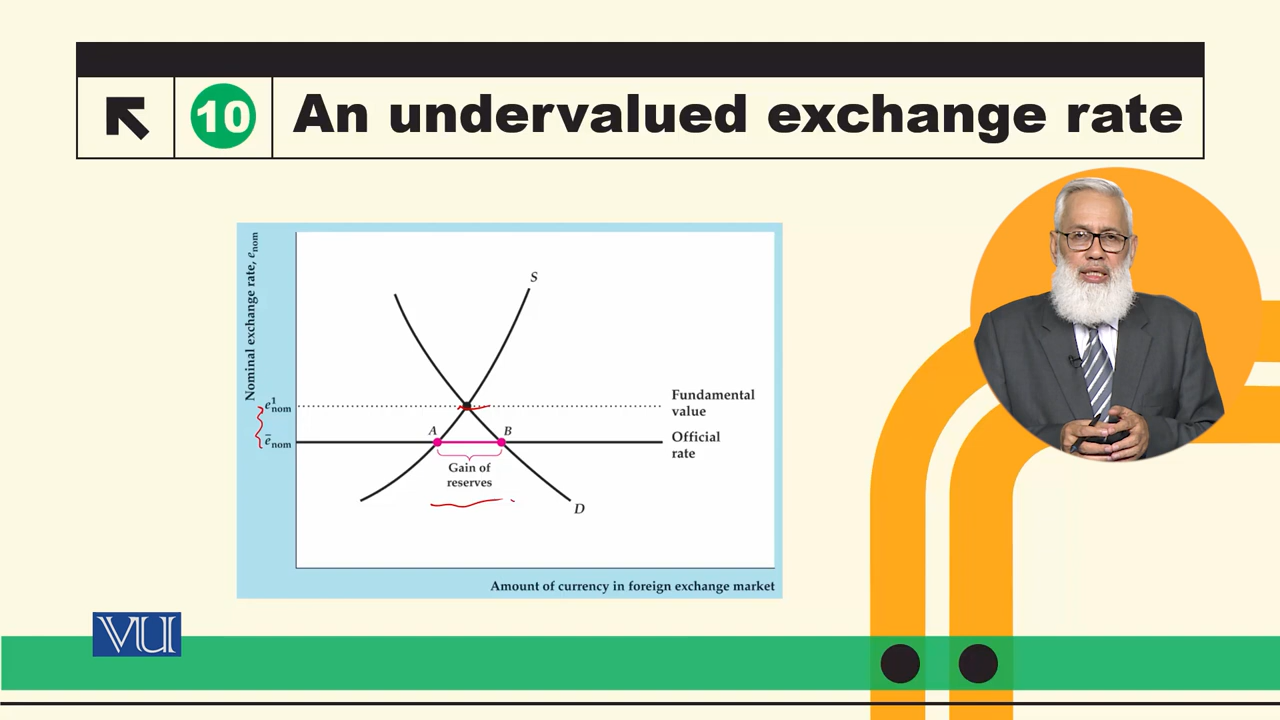 10 An undervalued exchange rate
Nominal exchange rate, e_nom
S
e¹_nom
Fundamental
value
A
B
ē_nom
Official
rate
Gain of
reserves
D
Amount of currency in foreign exchange market
VU